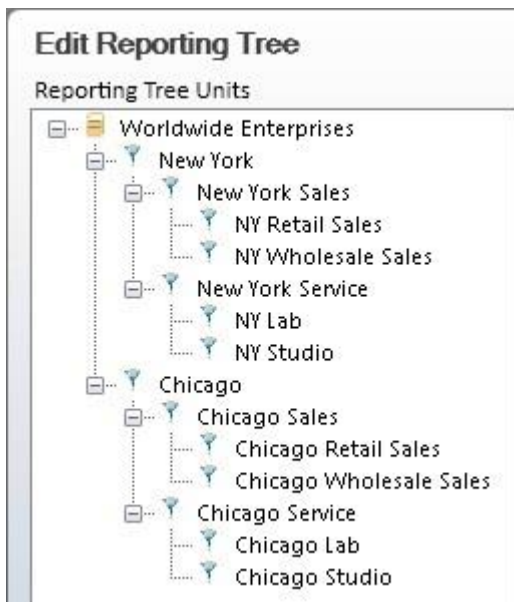 Edit Reporting Tree
Reporting Tree Units
Worldwide Enterprises
New York
New York Sales
NY Retail Sales
NY Wholesale Sales
New York Service
NY Lab
NY Studio
Chicago
Chicago Sales
Chicago Retail Sales
Chicago Wholesale Sales
Chicago Service
Chicago Lab
Chicago Studio